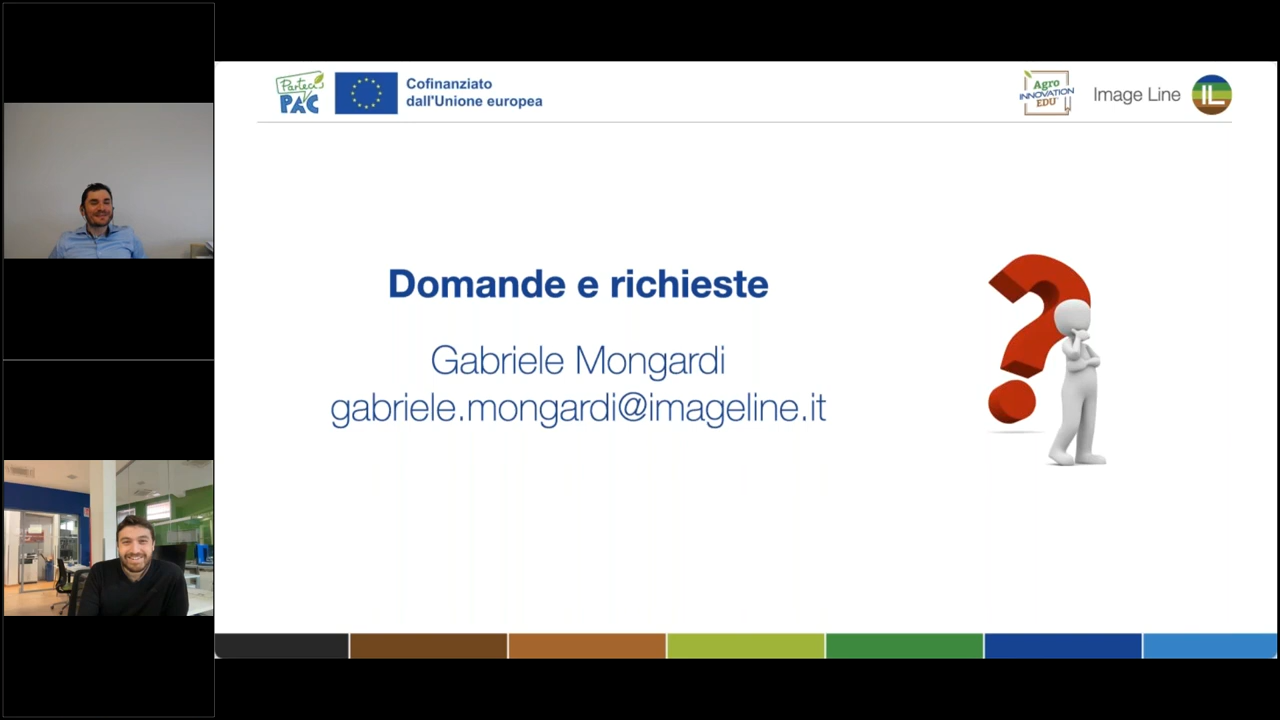 Parteci
PAC
Cofinanziato
dall'Unione europea
Agro
INNOVATION
EDU
Image Line
IL
Domande e richieste
Gabriele Mongardi
gabriele.mongardi@imageline.it